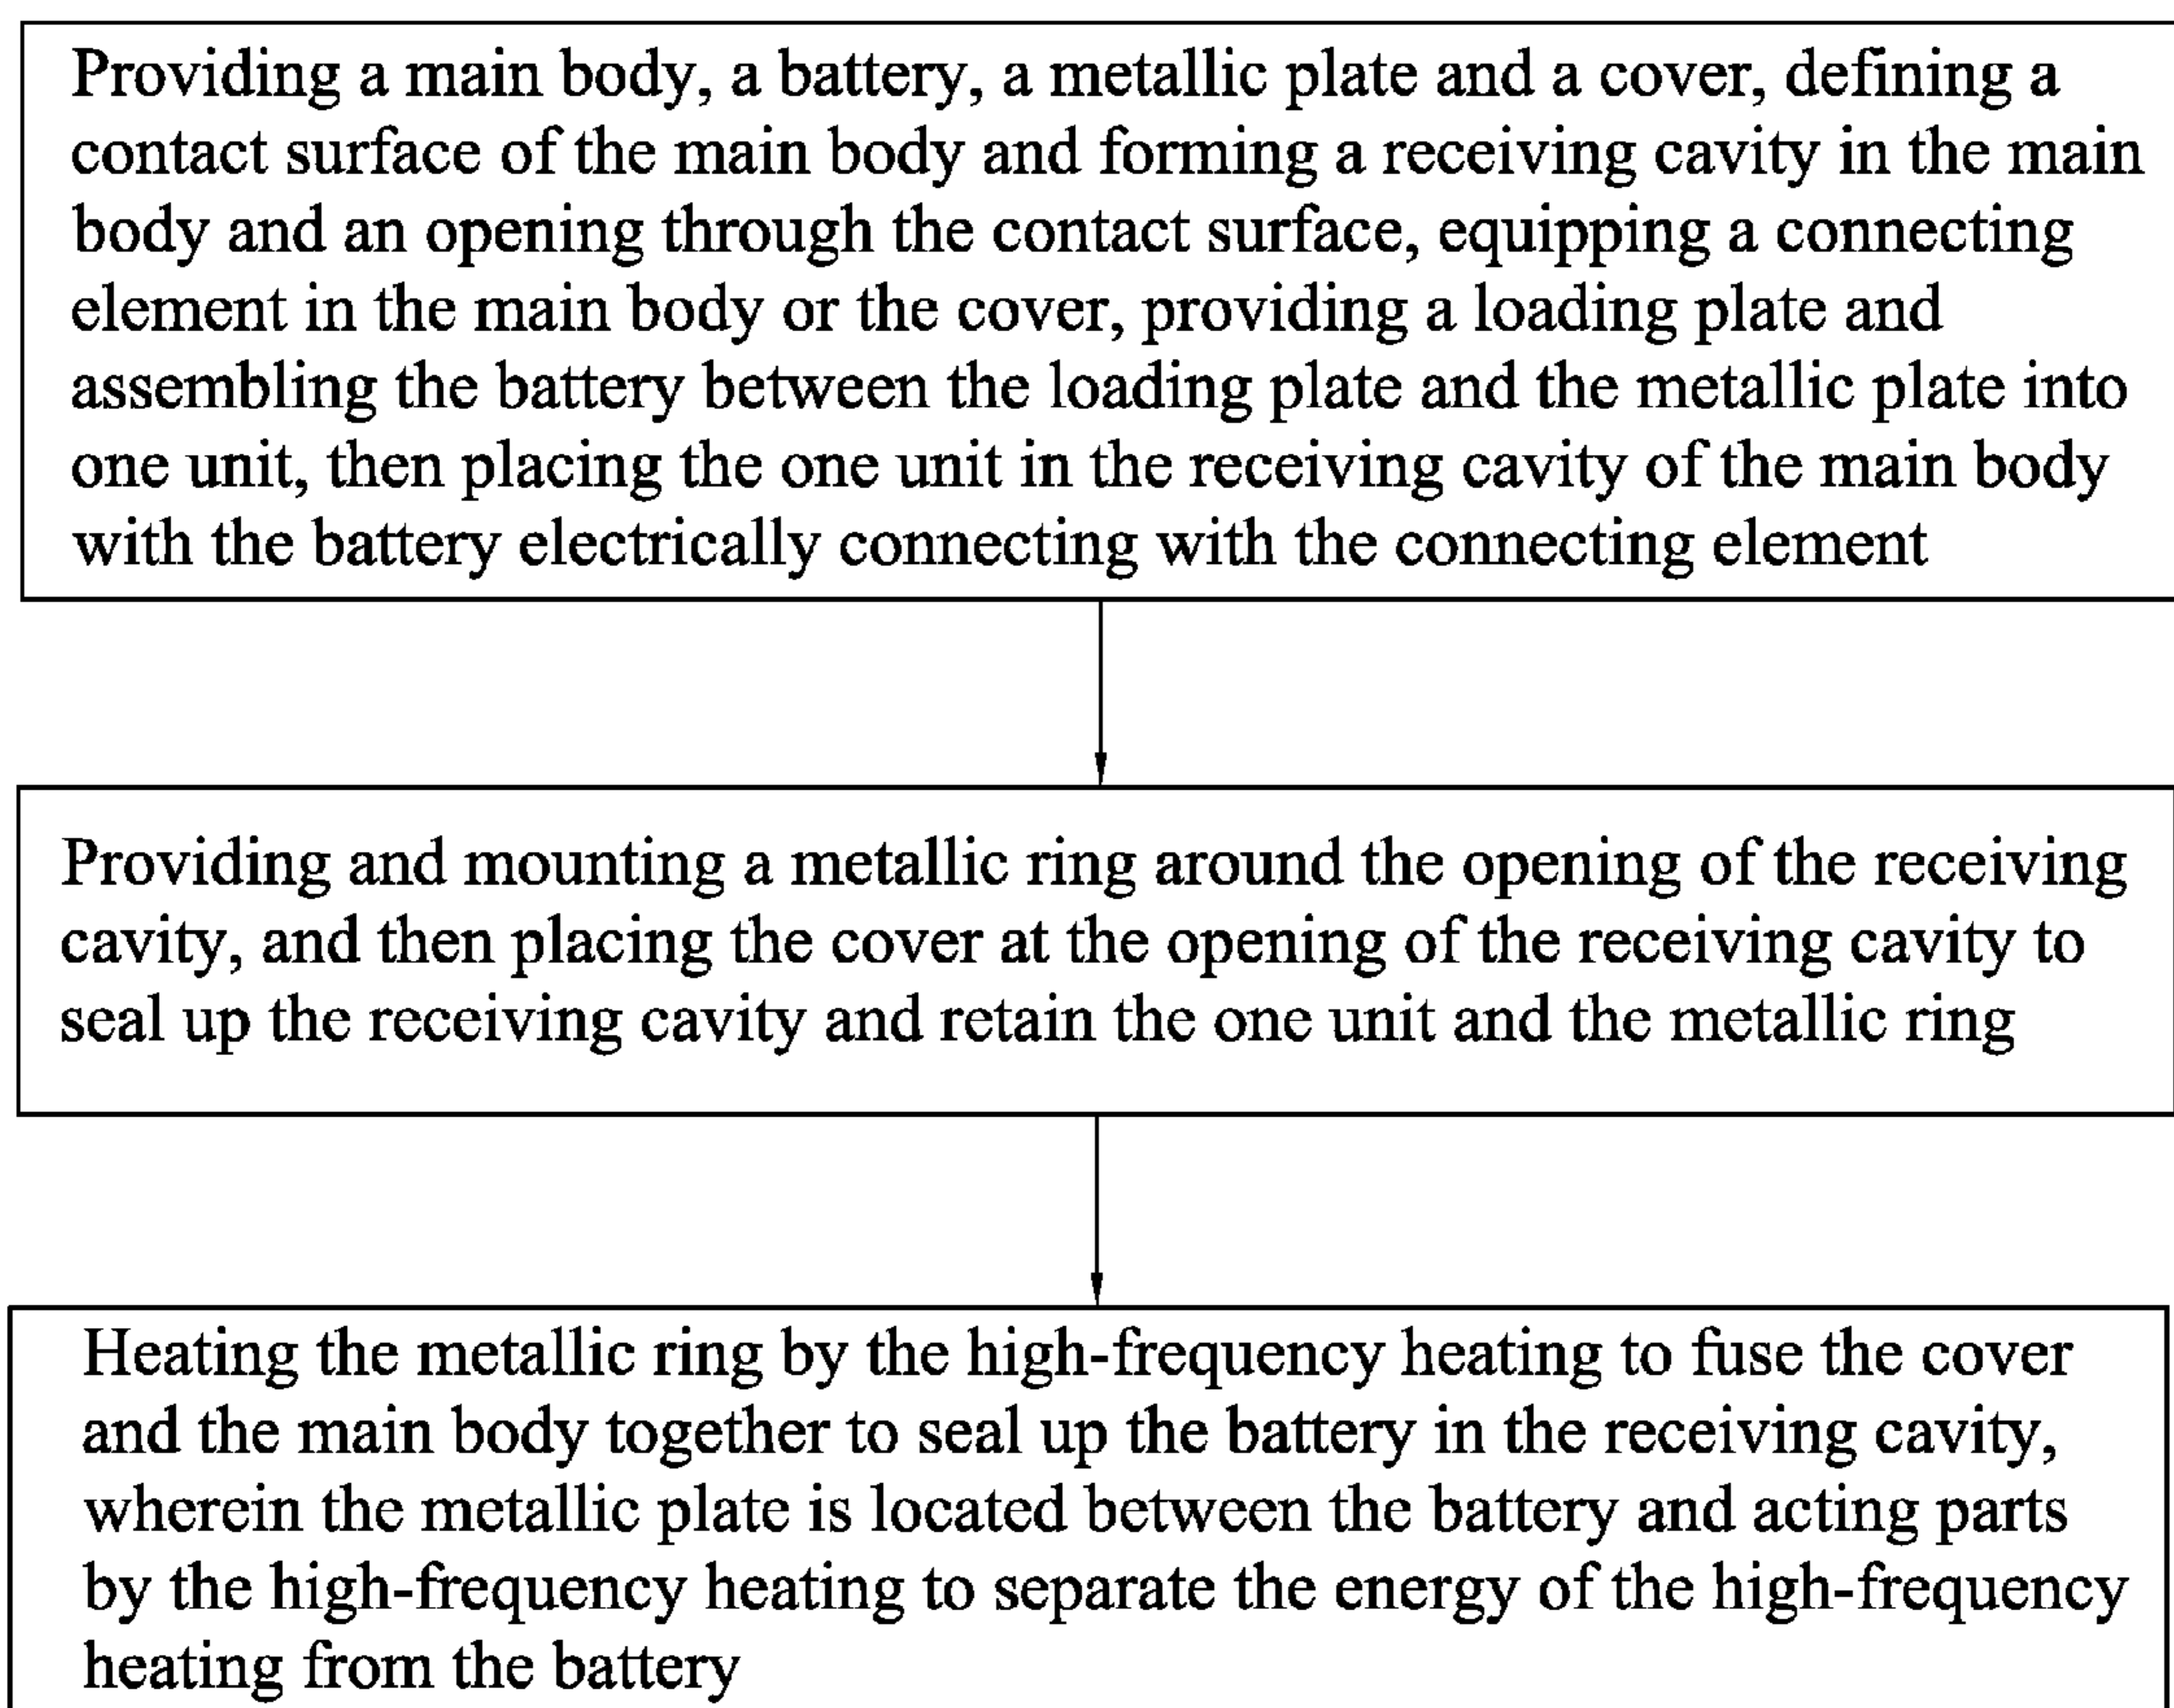 Providing a main body, a battery, a metallic plate and a cover, defining a
contact surface of the main body and forming a receiving cavity in the main
body and an opening through the contact surface, equipping a connecting
element in the main body or the cover, providing a loading plate and
assembling the battery between the loading plate and the metallic plate into
one unit, then placing the one unit in the receiving cavity of the main body
with the battery electrically connecting with the connecting element
Providing and mounting a metallic ring around the opening of the receiving
cavity, and then placing the cover at the opening of the receiving cavity to
seal up the receiving cavity and retain the one unit and the metallic ring
Heating the metallic ring by the high-frequency heating to fuse the cover
and the main body together to seal up the battery in the receiving cavity,
wherein the metallic plate is located between the battery and acting parts
by the high-frequency heating to separate the energy of the high-frequency
heating from the battery